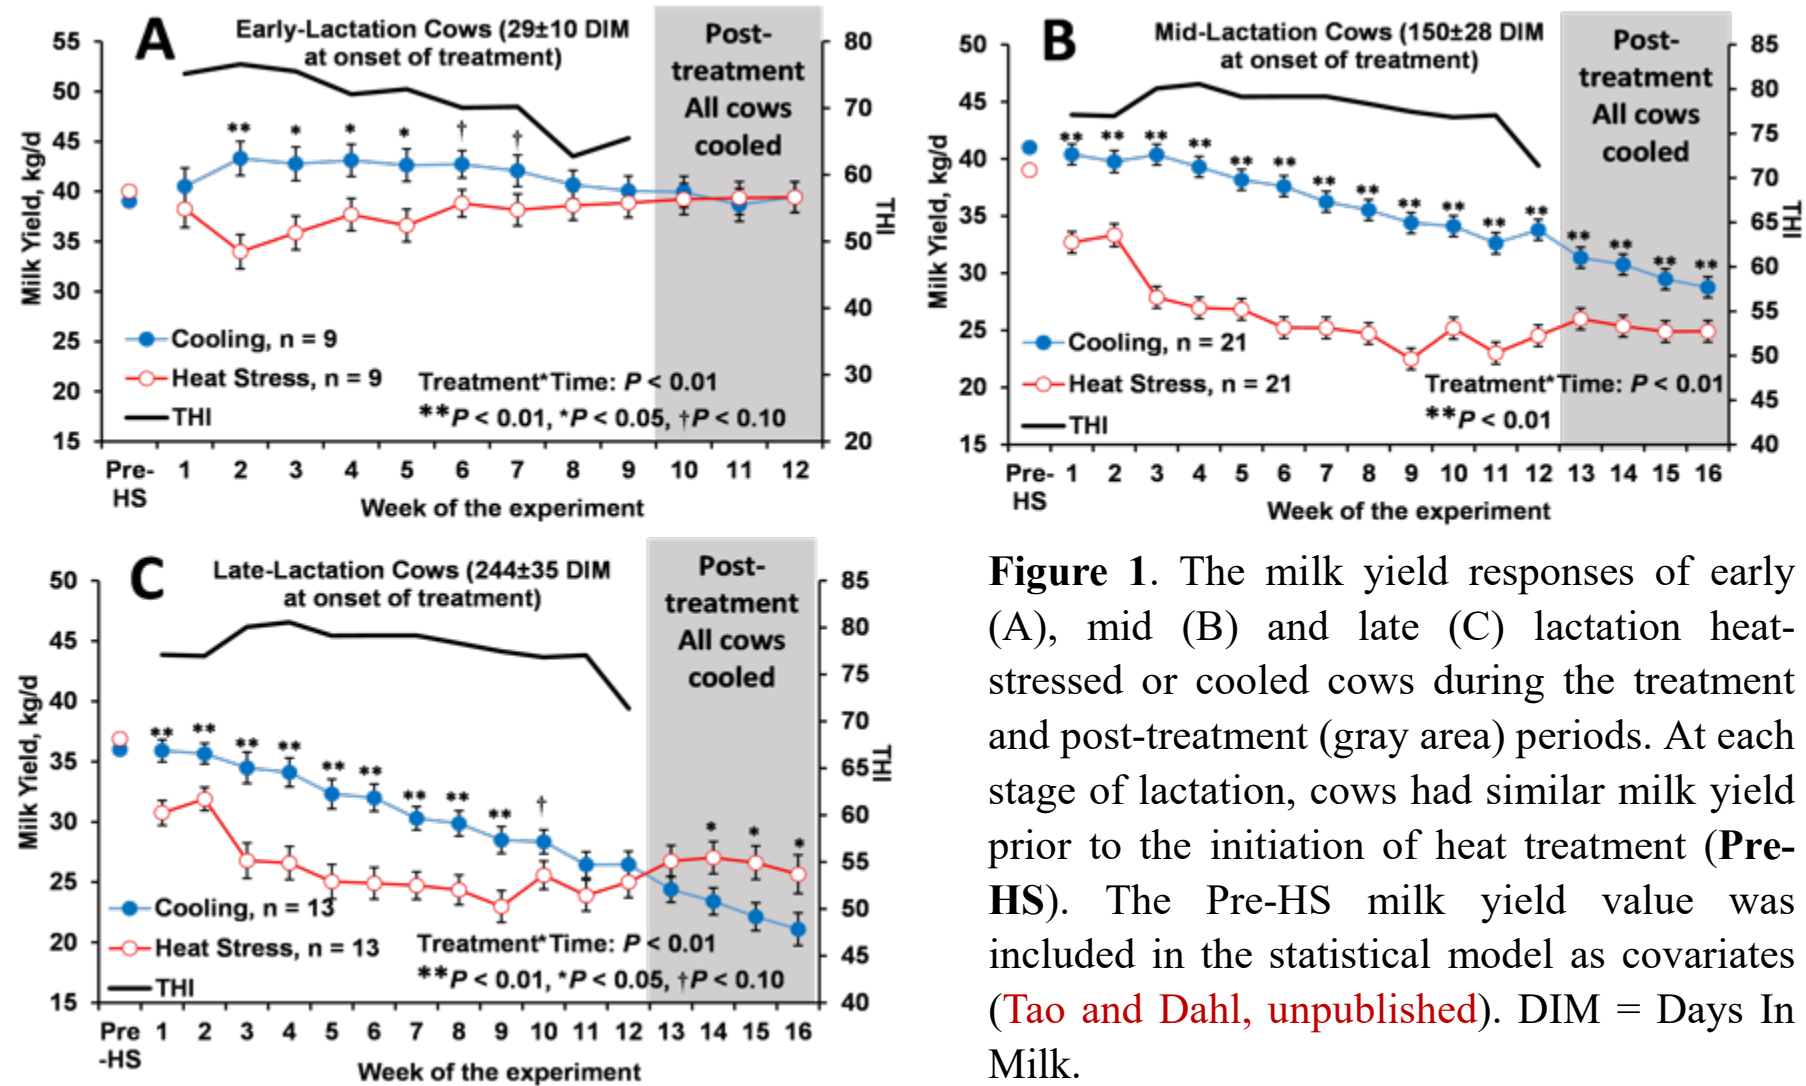 A
Early-Lactation Cows (29±10 DIM
at onset of treatment)
Post-
treatment
All cows
cooled
55
50
45
40
35
30
25
20
15
80
70
60
50
40
30
20
Milk Yield, kg/d
THI
** * * * † †
Cooling, n = 9
Heat Stress, n = 9
THI
Treatment*Time: P < 0.01
**P < 0.01, *P < 0.05, †P < 0.10
Pre-
HS
1 2 3 4 5 6 7 8 9 10 11 12
Week of the experiment
B
Mid-Lactation Cows (150±28 DIM
at onset of treatment)
Post-
treatment
All cows
cooled
50
45
40
35
30
25
20
15
85
80
75
70
65
60
55
50
45
40
Milk Yield, kg/d
THI
** ** ** ** ** ** ** ** ** ** ** ** ** ** ** **
Cooling, n = 21
Heat Stress, n = 21
THI
Treatment*Time: P < 0.01
**P < 0.01
Pre-
HS
1 2 3 4 5 6 7 8 9 10 11 12 13 14 15 16
Week of the experiment
C
Late-Lactation Cows (244±35 DIM
at onset of treatment)
Post-
treatment
All cows
cooled
50
45
40
35
30
25
20
15
85
80
75
70
65
60
55
50
45
40
Milk Yield, kg/d
THI
** ** ** ** ** ** ** ** ** † * * *
Cooling, n = 13
Heat Stress, n = 13
THI
Treatment*Time: P < 0.01
**P < 0.01, *P < 0.05, †P < 0.10
Pre
-HS
1 2 3 4 5 6 7 8 9 10 11 12 13 14 15 16
Week of the experiment
Figure 1. The milk yield responses of early
(A), mid (B) and late (C) lactation heat-
stressed or cooled cows during the treatment
and post-treatment (gray area) periods. At each
stage of lactation, cows had similar milk yield
prior to the initiation of heat treatment (Pre-
HS). The Pre-HS milk yield value was
included in the statistical model as covariates
(Tao and Dahl, unpublished). DIM = Days In
Milk.